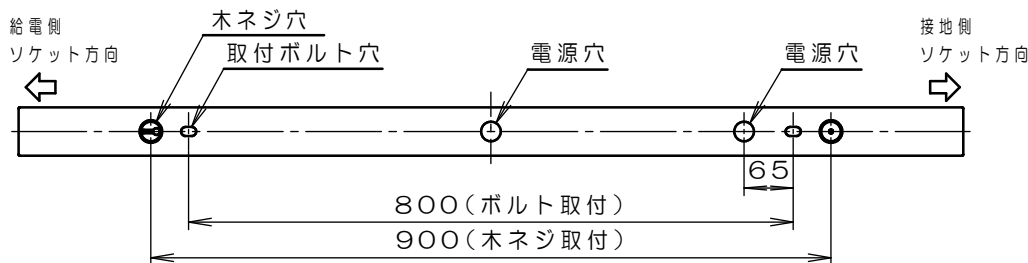 給電側
ソケット方向
木ネジ穴
取付ボルト穴
電源穴
電源穴
接地側
ソケット方向
65
800(ボルト取付)
900(木ネジ取付)